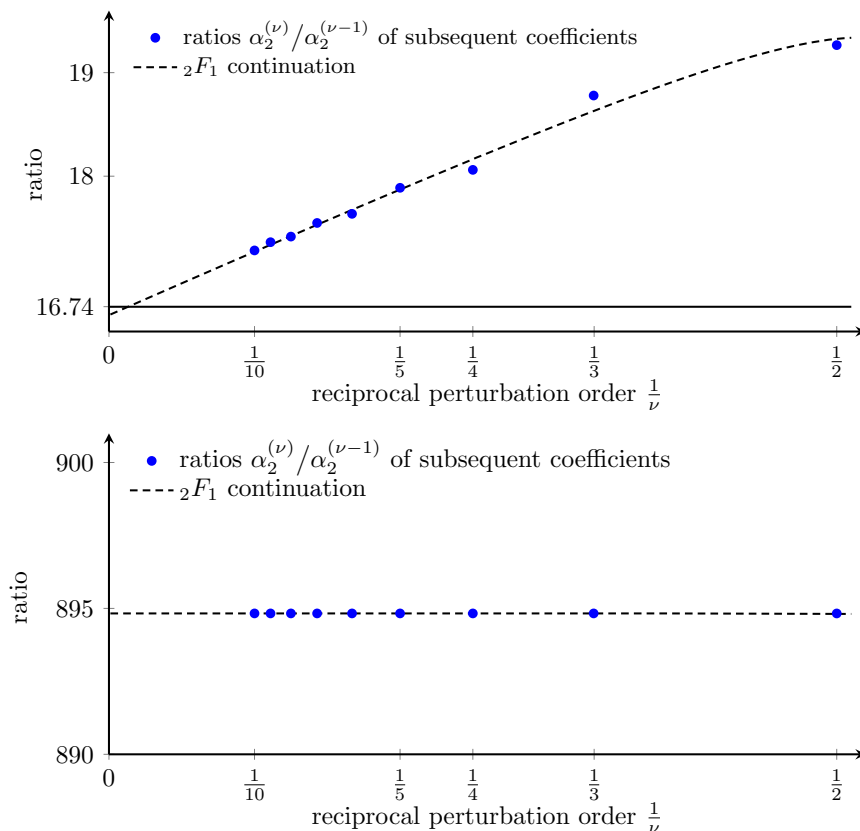 ratios α₂^(ν)/α₂^(ν−1) of subsequent coefficients
₂F₁ continuation
19
18
16.74
ratio
0 1/10 1/5 1/4 1/3 1/2
reciprocal perturbation order 1/ν
ratios α₂^(ν)/α₂^(ν−1) of subsequent coefficients
₂F₁ continuation
900
895
890
ratio
0 1/10 1/5 1/4 1/3 1/2
reciprocal perturbation order 1/ν